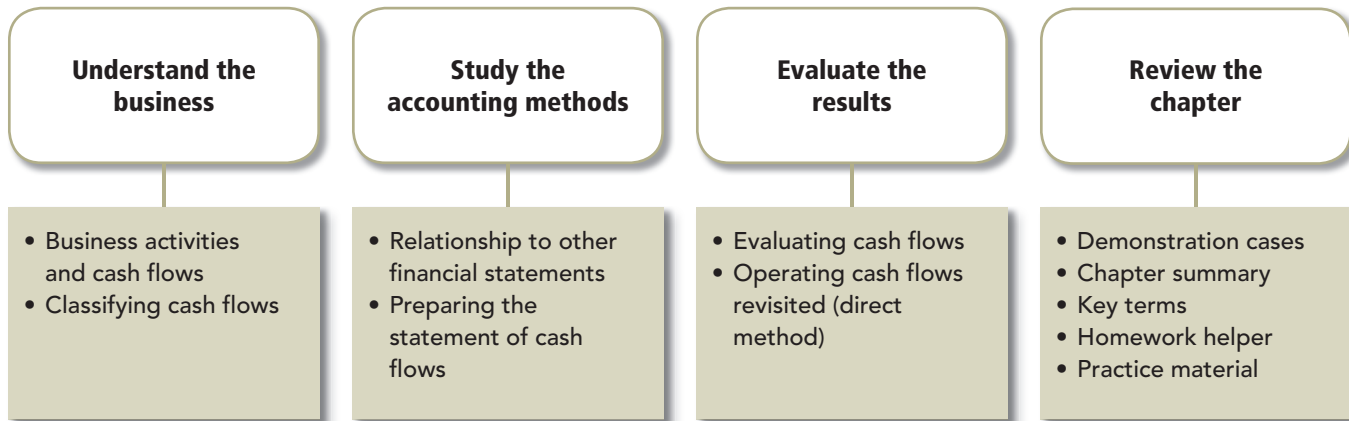 Understand the
business
• Business activities
and cash flows
• Classifying cash flows
Study the
accounting methods
• Relationship to other
financial statements
• Preparing the
statement of cash
flows
Evaluate the
results
• Evaluating cash flows
• Operating cash flows
revisited (direct
method)
Review the
chapter
• Demonstration cases
• Chapter summary
• Key terms
• Homework helper
• Practice material